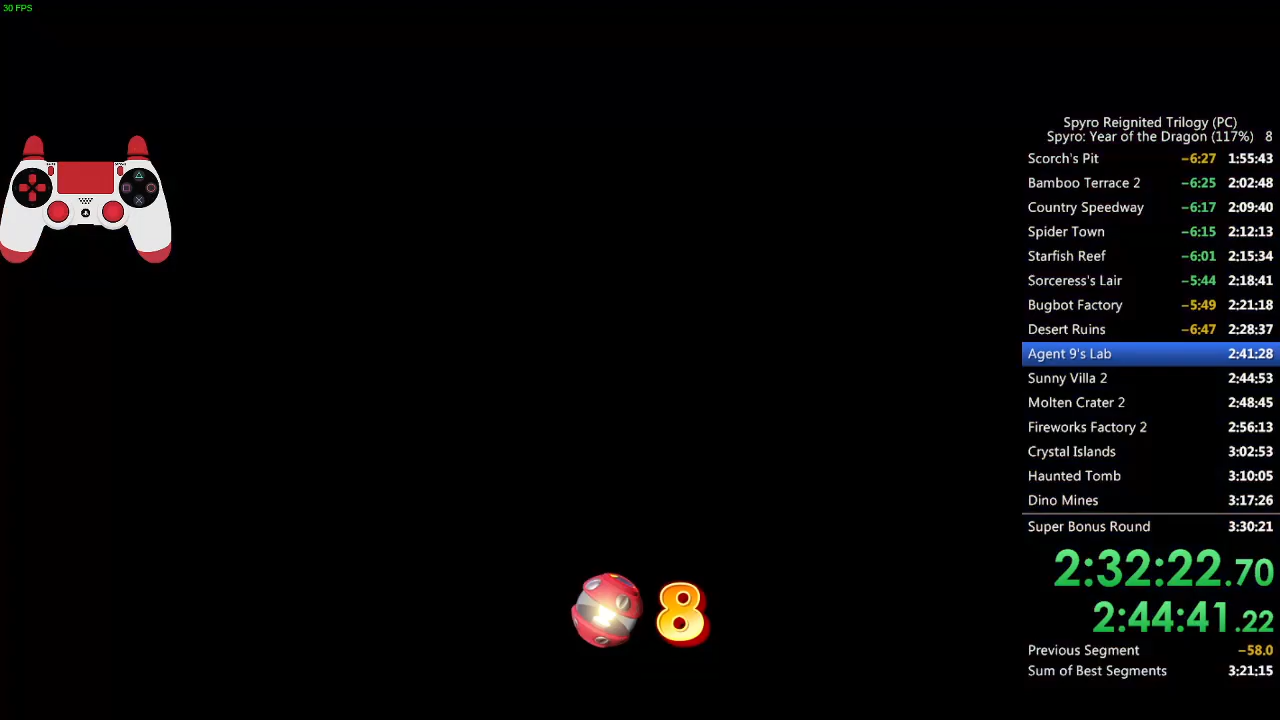 30 FPS
Spyro Reignited Trilogy (PC)
Spyro: Year of the Dragon (117%) 8
Scorch's Pit −6:27 1:55:43
Bamboo Terrace 2 −6:25 2:02:48
Country Speedway −6:17 2:09:40
Spider Town −6:15 2:12:13
Starfish Reef −6:01 2:15:34
Sorceress's Lair −5:44 2:18:41
Bugbot Factory −5:49 2:21:18
Desert Ruins −6:47 2:28:37
Agent 9's Lab 2:41:28
Sunny Villa 2 2:44:53
Molten Crater 2 2:48:45
Fireworks Factory 2 2:56:13
Crystal Islands 3:02:53
Haunted Tomb 3:10:05
Dino Mines 3:17:26
Super Bonus Round 3:30:21
2:32:22.70
2:44:41.22
Previous Segment −58.0
Sum of Best Segments 3:21:15
8